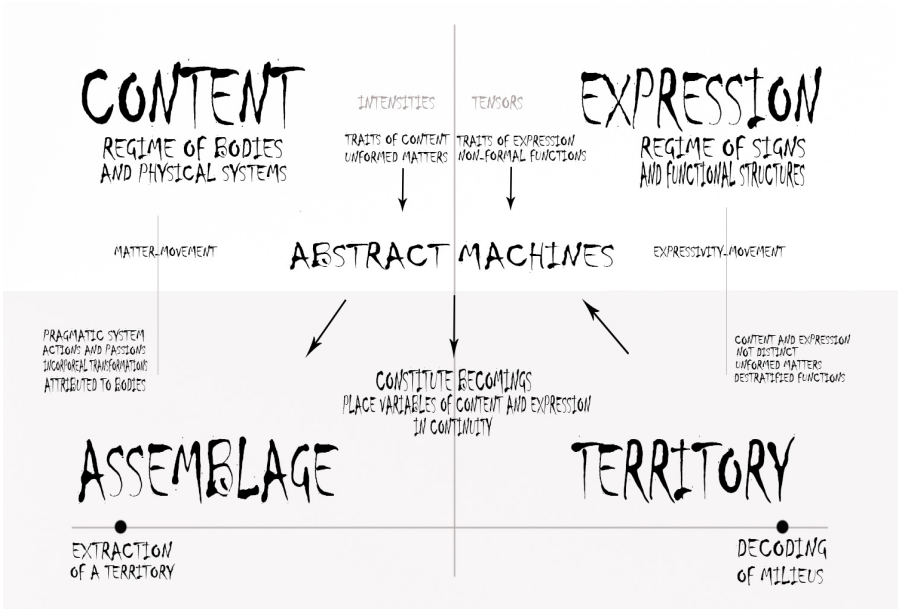 CONTENT
REGIME OF BODIES
AND PHYSICAL SYSTEMS
INTENSITIES
TRAITS OF CONTENT
UNFORMED MATTERS
TENSORS
TRAITS OF EXPRESSION
NON-FORMAL FUNCTIONS
EXPRESSION
REGIME OF SIGNS
AND FUNCTIONAL STRUCTURES
MATTER-MOVEMENT
ABSTRACT MACHINES
EXPRESSIVITY-MOVEMENT
PRAGMATIC SYSTEM
ACTIONS AND PASSIONS
INCORPOREAL TRANSFORMATIONS
ATTRIBUTED TO BODIES
CONSTITUTE BECOMINGS
PLACE VARIABLES OF CONTENT AND EXPRESSION
IN CONTINUITY
CONTENT AND EXPRESSION
NOT DISTINCT
UNFORMED MATTERS
DESTRATIFIED FUNCTIONS
ASSEMBLAGE
TERRITORY
EXTRACTION
OF A TERRITORY
DECODING
OF MILIEUS